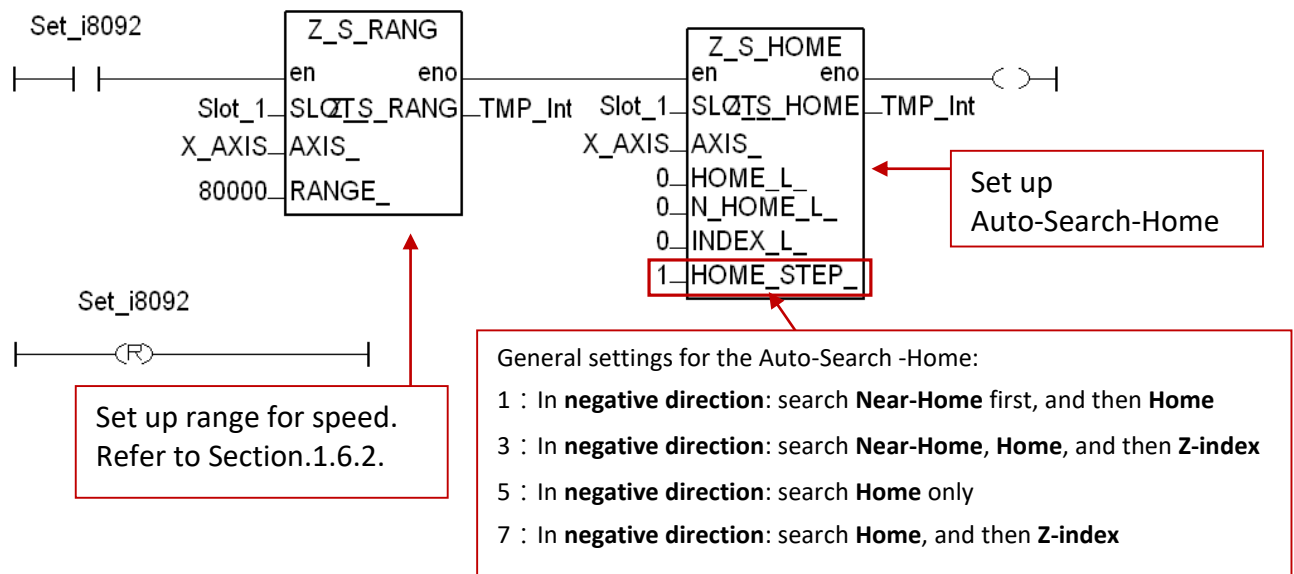 Set_i8092
Z_S_RANG
en eno
Slot_1 SLOT_ Z_S_RANG TMP_Int
X_AXIS AXIS_
80000 RANGE_
Z_S_HOME
en eno
Slot_1 SLOT_ Z_S_HOME TMP_Int
X_AXIS AXIS_
0 HOME_L_
0 N_HOME_L_
0 INDEX_L_
1 HOME_STEP_
Set up
Auto-Search-Home
Set_i8092
(R)
Set up range for speed.
Refer to Section.1.6.2.
General settings for the Auto-Search -Home:
1：In negative direction: search Near-Home first, and then Home
3：In negative direction: search Near-Home, Home, and then Z-index
5：In negative direction: search Home only
7：In negative direction: search Home, and then Z-index